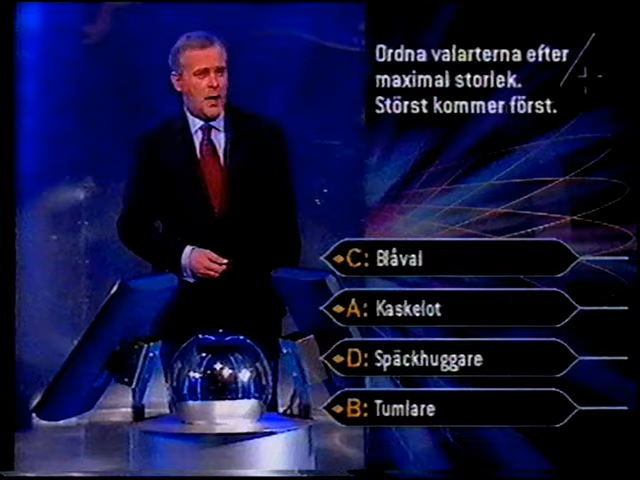 Ordna valarterna efter
maximal storlek.
Störst kommer först.
C: Blåval
A: Kaskelot
D: Späckhuggare
B: Tumlare